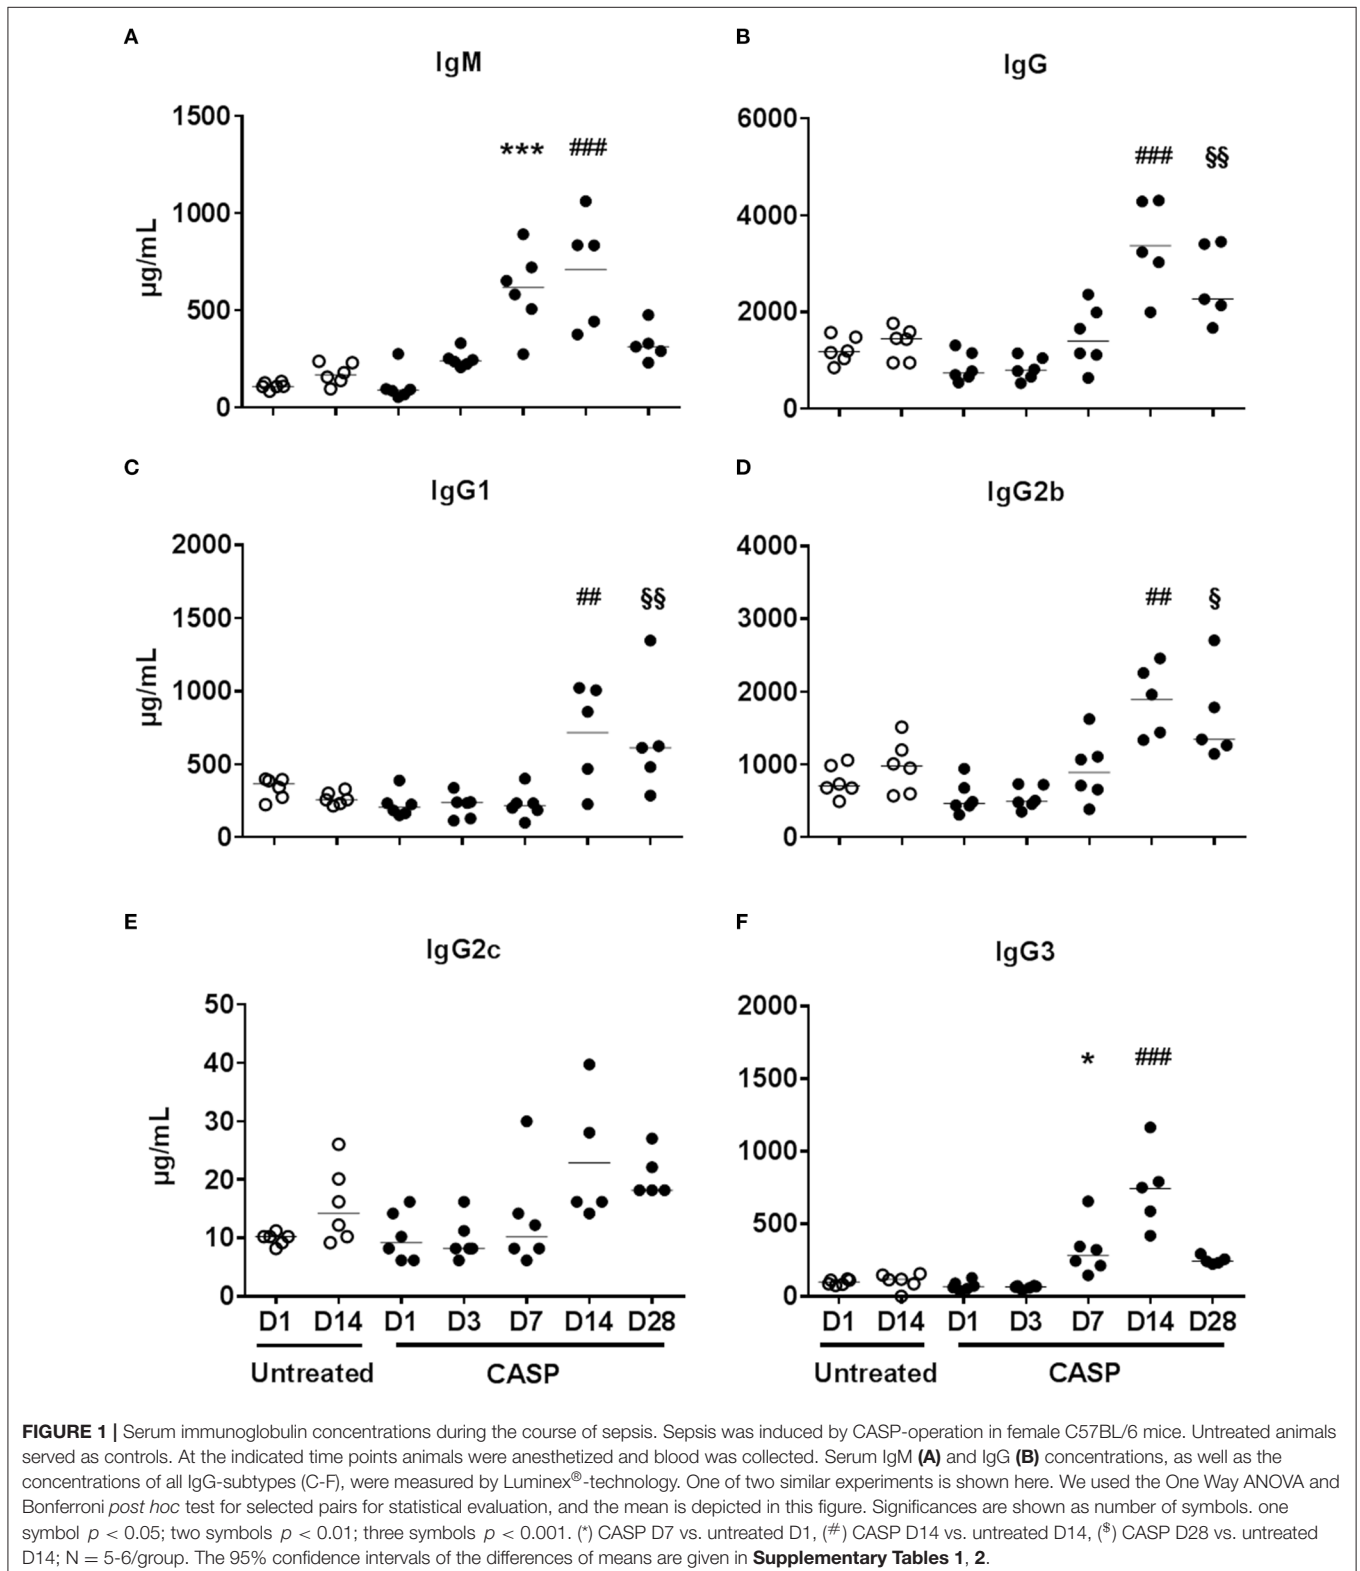 A
IgM
1500
1000
500
0
µg/mL
***
###
B
IgG
6000
4000
2000
0
###
§§
C
IgG1
2000
1500
1000
500
0
µg/mL
##
§§
D
IgG2b
4000
3000
2000
1000
0
##
§
E
IgG2c
50
40
30
20
10
0
µg/mL
D1 D14 D1 D3 D7 D14 D28
Untreated CASP
F
IgG3
2000
1500
1000
500
0
*
###
D1 D14 D1 D3 D7 D14 D28
Untreated CASP
FIGURE 1 | Serum immunoglobulin concentrations during the course of sepsis. Sepsis was induced by CASP-operation in female C57BL/6 mice. Untreated animals
served as controls. At the indicated time points animals were anesthetized and blood was collected. Serum IgM (A) and IgG (B) concentrations, as well as the
concentrations of all IgG-subtypes (C-F), were measured by Luminex®-technology. One of two similar experiments is shown here. We used the One Way ANOVA and
Bonferroni post hoc test for selected pairs for statistical evaluation, and the mean is depicted in this figure. Significances are shown as number of symbols. one
symbol p < 0.05; two symbols p < 0.01; three symbols p < 0.001. (*) CASP D7 vs. untreated D1, (#) CASP D14 vs. untreated D14, ($) CASP D28 vs. untreated
D14; N = 5-6/group. The 95% confidence intervals of the differences of means are given in Supplementary Tables 1, 2.